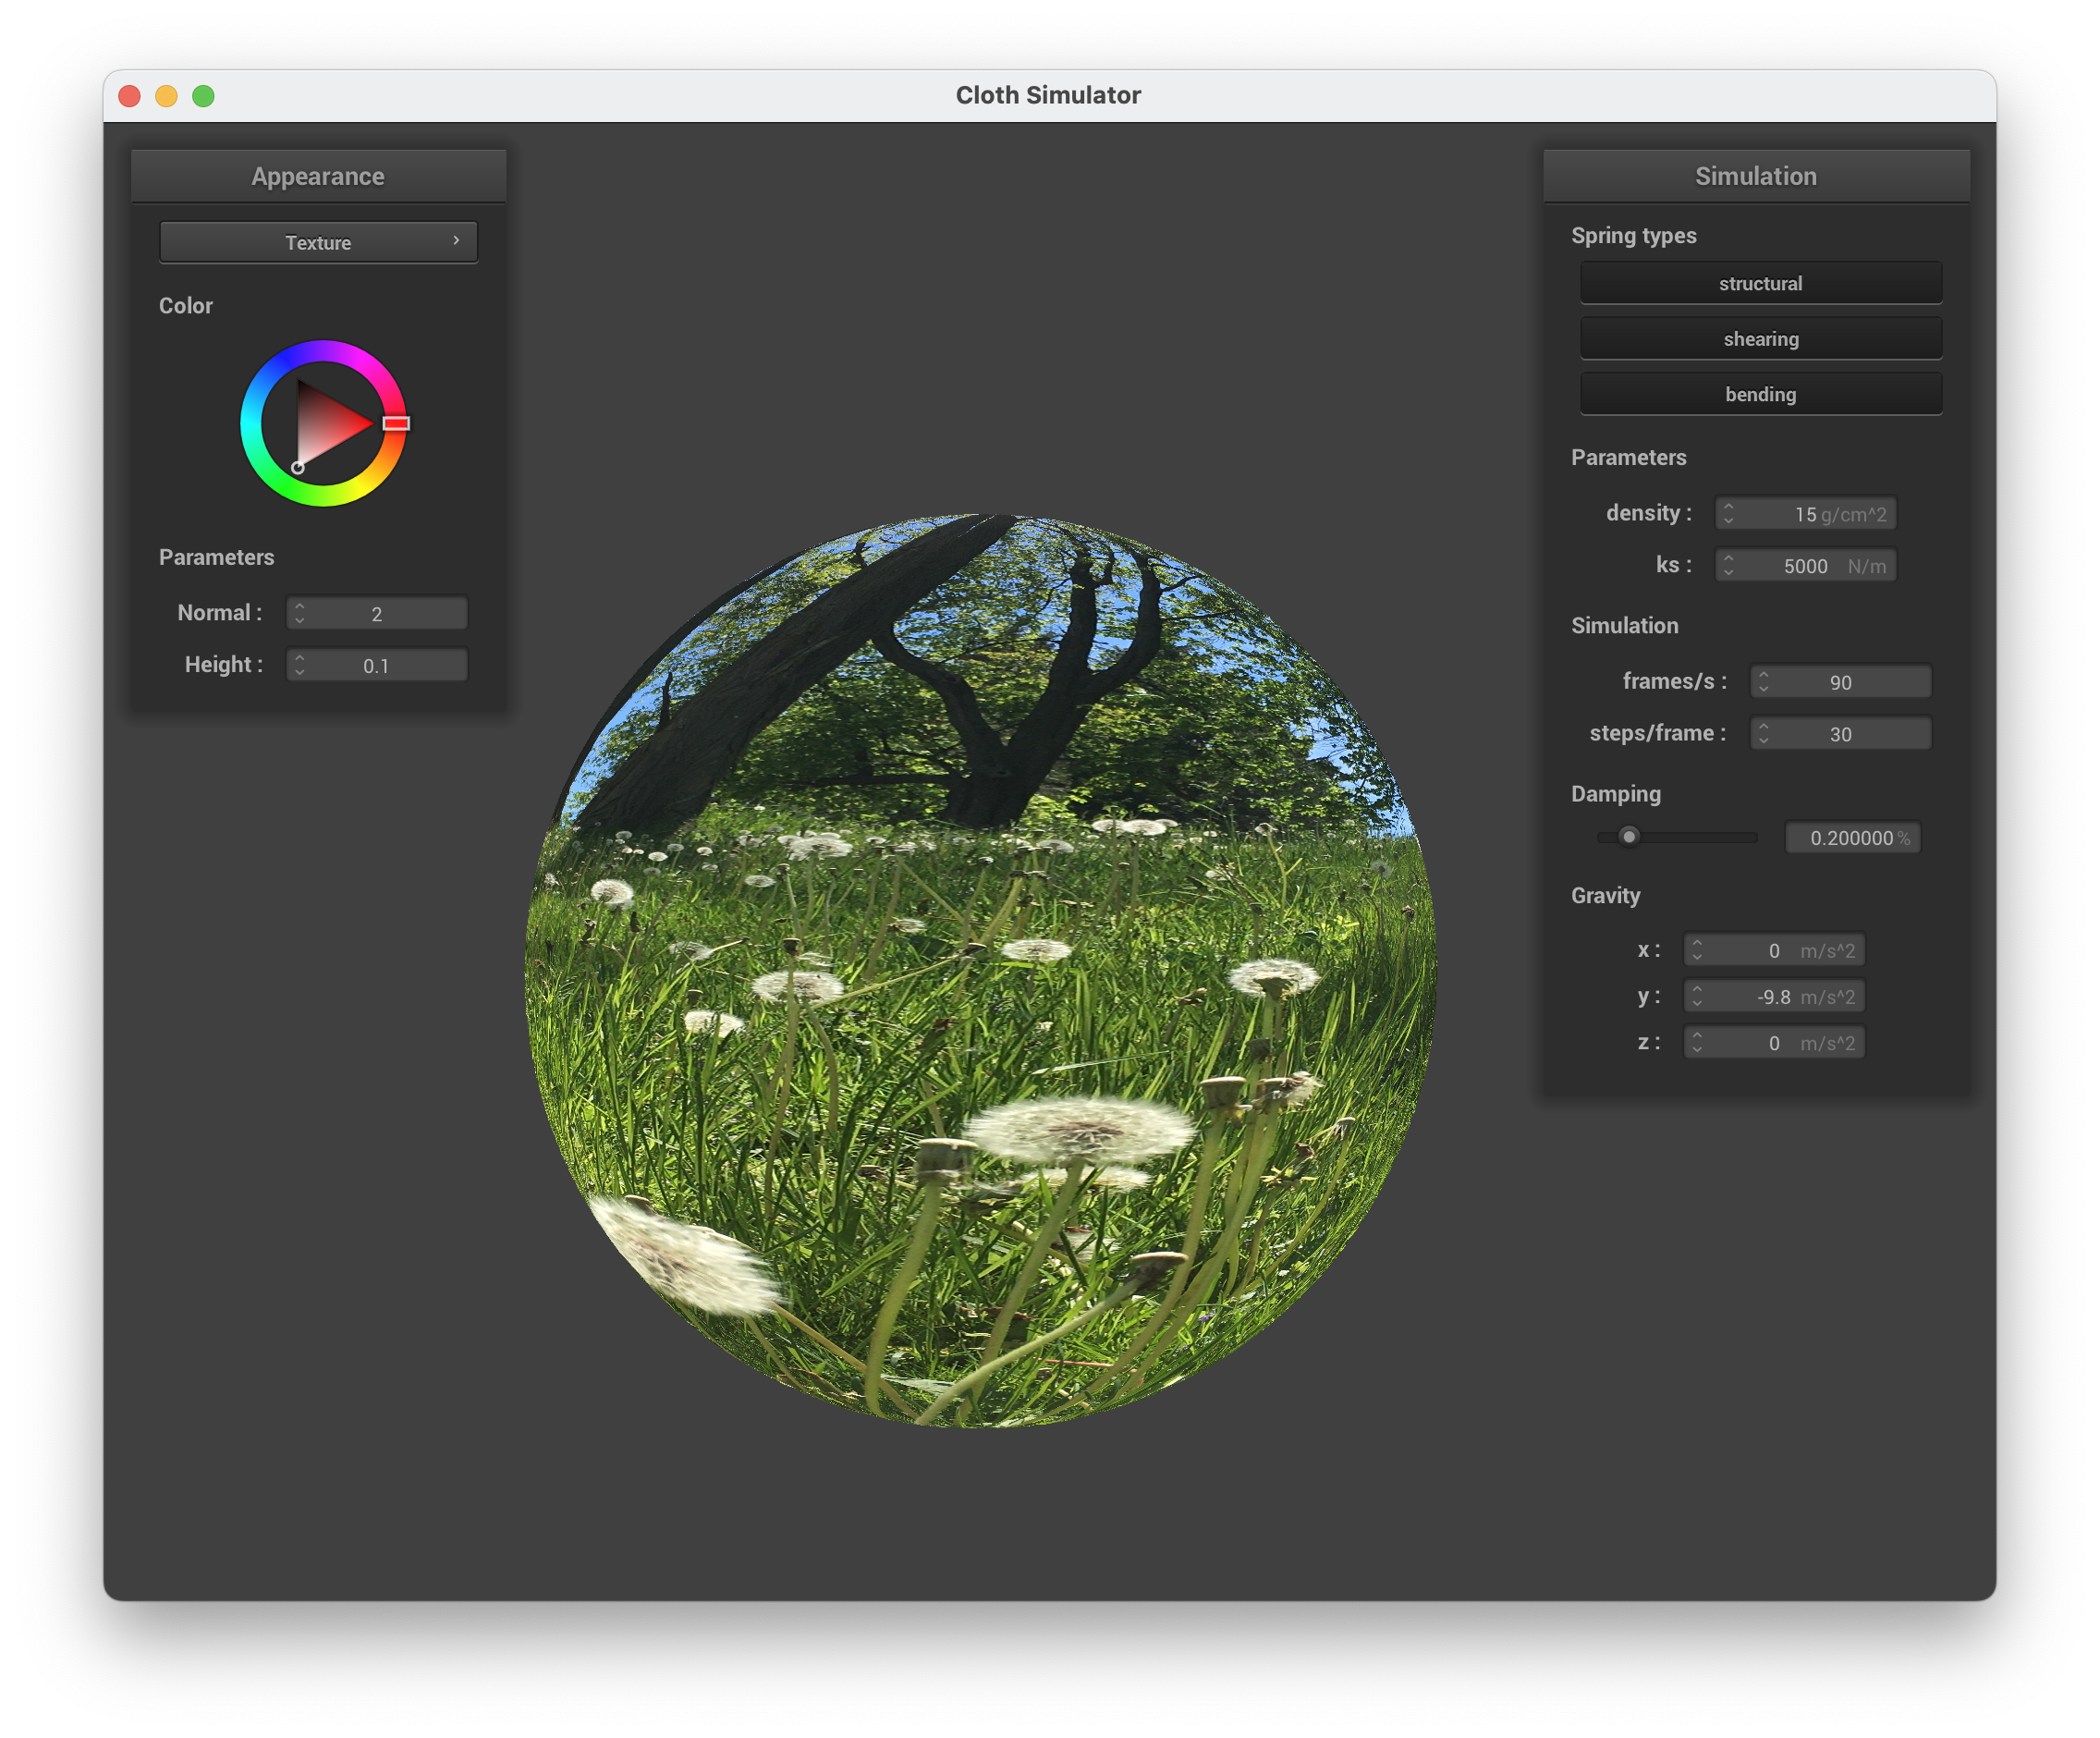 Cloth Simulator
Appearance
Texture
Color
Parameters
Normal : 2
Height : 0.1
Simulation
Spring types
structural
shearing
bending
Parameters
density : 15 g/cm^2
ks : 5000 N/m
Simulation
frames/s : 90
steps/frame : 30
Damping
0.200000 %
Gravity
x : 0 m/s^2
y : -9.8 m/s^2
z : 0 m/s^2